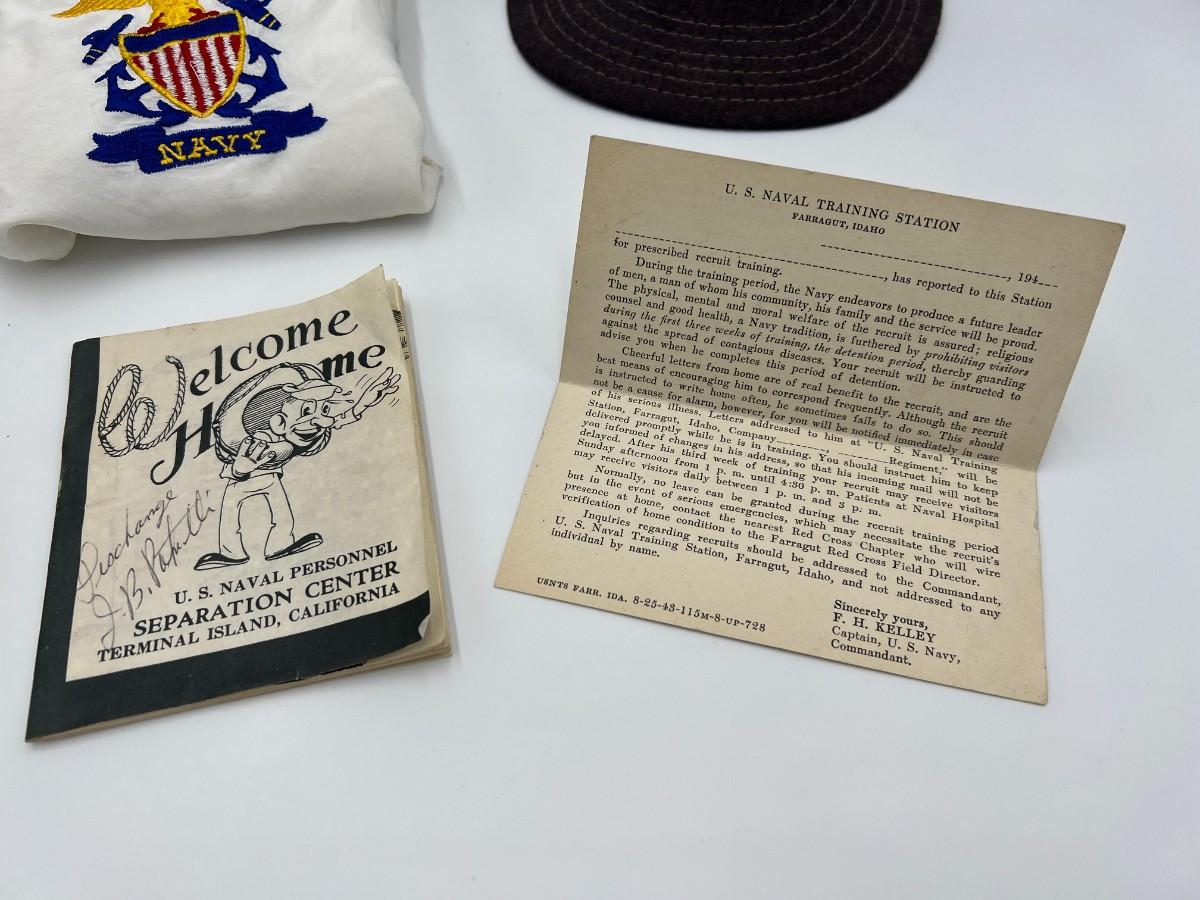 NAVY
Welcome
Home
U. S. NAVAL PERSONNEL
SEPARATION CENTER
TERMINAL ISLAND, CALIFORNIA
J. B.
U. S. NAVAL TRAINING STATION
FARRAGUT, IDAHO
, 194
, has reported to this Station
for prescribed recruit training.
During the training period, the Navy endeavors to produce a future leader
of men, a man of whom his community, his family and the service will be proud.
The physical, mental and moral welfare of the recruit is assured; religious
counsel and good health, a Navy tradition, is furthered by prohibiting visitors
during the first three weeks of training, the detention period, thereby guarding
against the spread of contagious diseases. Your recruit will be instructed to
advise you when he completes this period of detention.
Cheerful letters from home are of real benefit to the recruit, and are the
best means of encouraging him to correspond frequently. Although the recruit
is instructed to write home often, he sometimes fails to do so. This should
not be a cause for alarm, however, for you will be notified immediately in case
of his serious illness. Letters addressed to him at "U. S. Naval Training
Station, Farragut, Idaho, Company , Regiment," will be
delivered promptly while he is in training. You should instruct him to keep
you informed of changes in his address, so that his incoming mail will not be
delayed. After his third week of training your recruit may receive visitors
Sunday afternoon from 1 p. m. until 4:30 p. m. Patients at Naval Hospital
may receive visitors daily between 1 p. m. and 3 p. m.
Normally, no leave can be granted during the recruit training period
but in the event of serious emergencies, which may necessitate the recruit's
presence at home, contact the nearest Red Cross Chapter who will wire
verification of home condition to the Farragut Red Cross Field Director.
Inquiries regarding recruits should be addressed to the Commandant,
U. S. Naval Training Station, Farragut, Idaho, and not addressed to any
individual by name.
Sincerely yours,
F. H. KELLEY
Captain, U. S. Navy,
Commandant.
USNTS FARR. IDA. 8-25-43-115M-8-UP-728